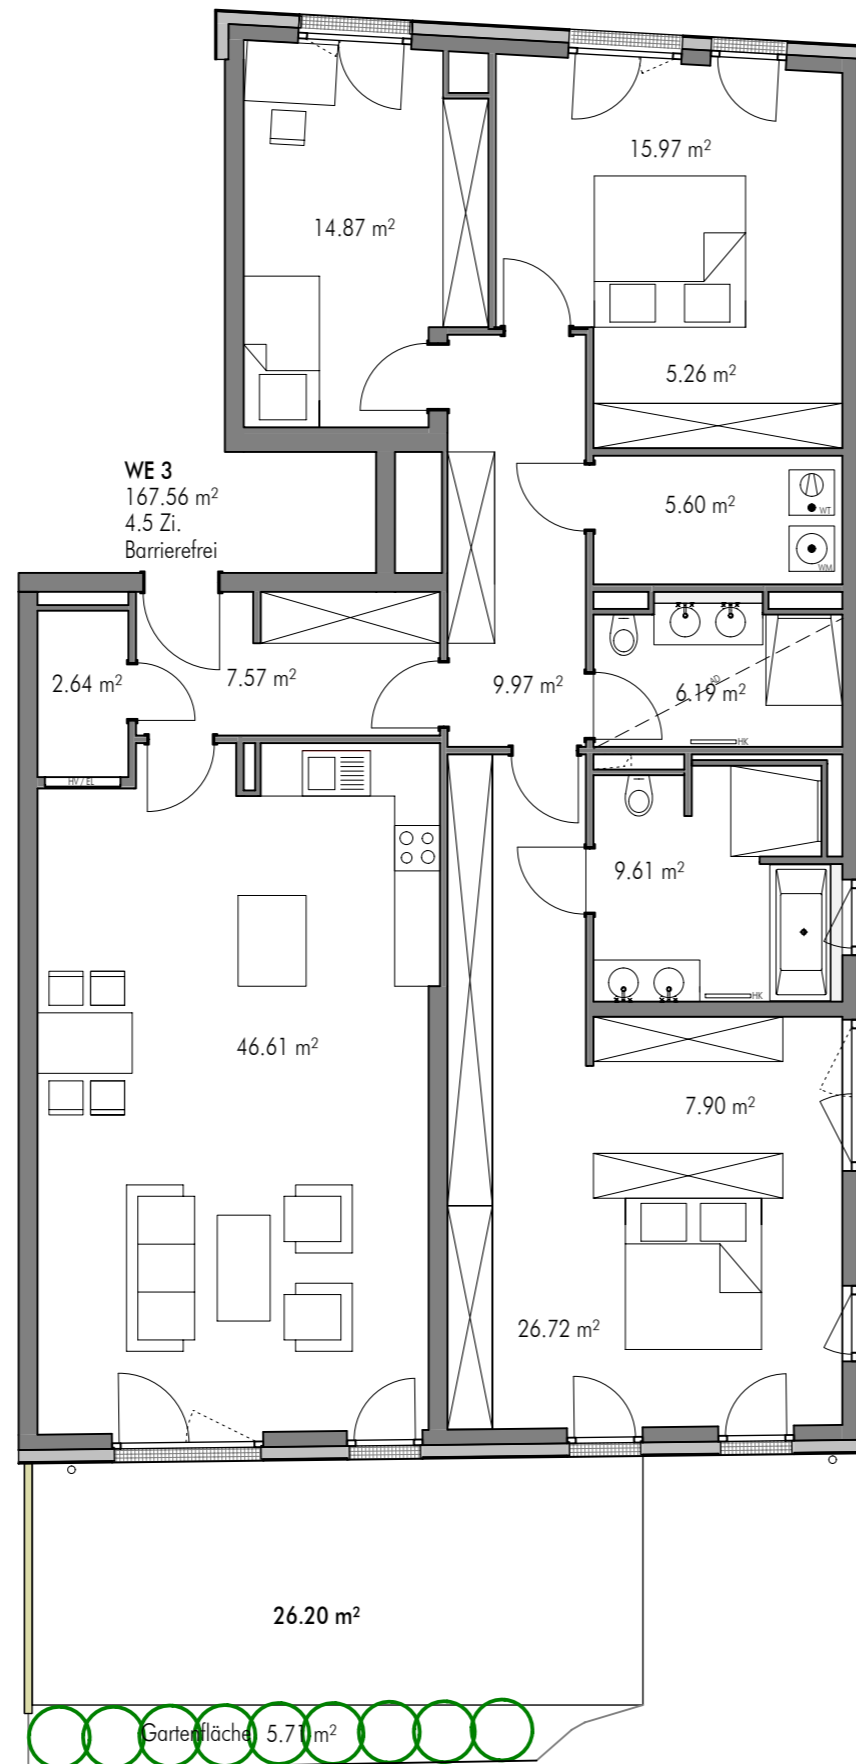 15.97 m²
14.87 m²
5.26 m²
WE 3
167.56 m²
4.5 Zi.
Barrierefrei
5.60 m²
WT
WM
2.64 m²
7.57 m²
9.97 m²
6.19 m²
AD
HK
HV / EL
9.61 m²
HK
46.61 m²
7.90 m²
26.72 m²
26.20 m²
Gartenfläche 5.71 m²